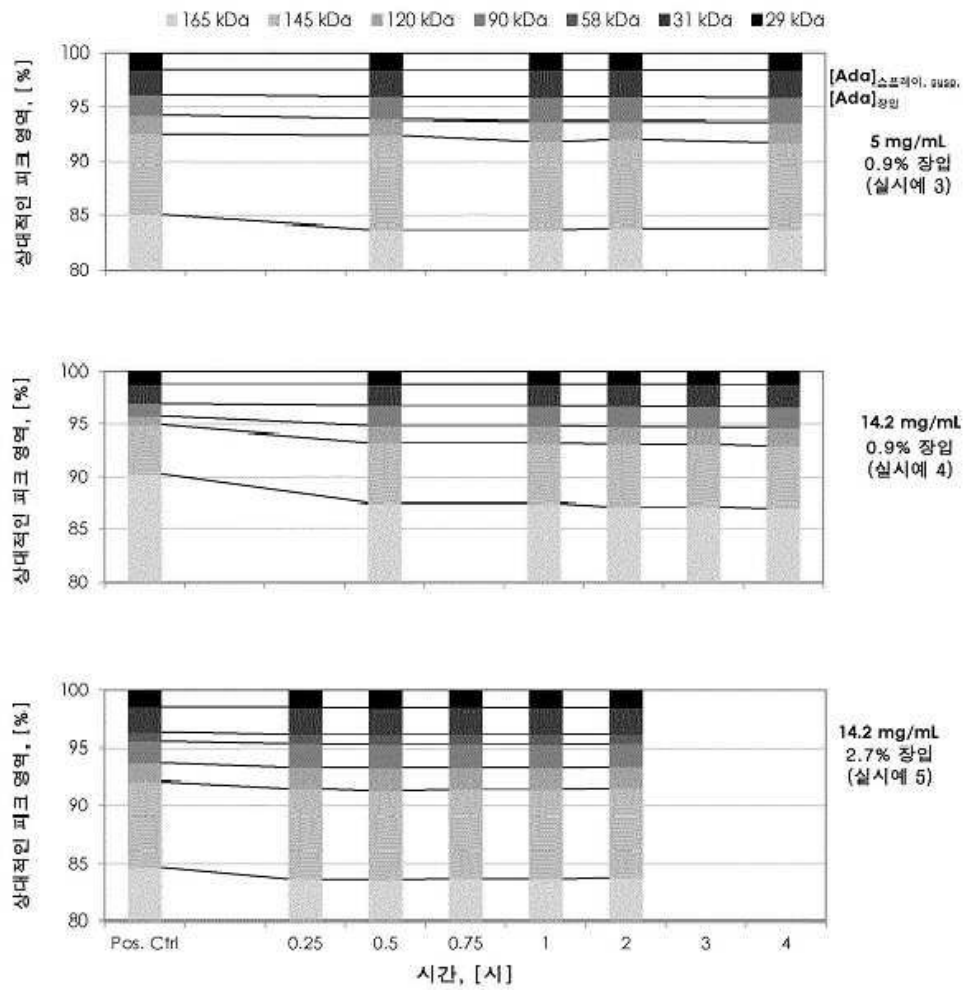 165 kDa 145 kDa 120 kDa 90 kDa 58 kDa 31 kDa 29 kDa
상대적인 피크 영역, [%]
100
95
90
85
80
[Ada]스프레이, susp.
[Ada]장입
5 mg/mL
0.9% 장입
(실시예 3)
상대적인 피크 영역, [%]
100
95
90
85
80
14.2 mg/mL
0.9% 장입
(실시예 4)
상대적인 피크 영역, [%]
100
95
90
85
80
14.2 mg/mL
2.7% 장입
(실시예 5)
Pos. Ctrl 0.25 0.5 0.75 1 2 3 4
시간, [시]